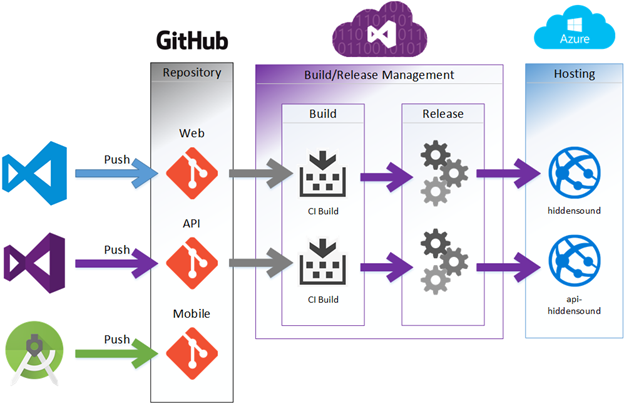 GitHub
Azure
Repository
Build/Release Management
Hosting
Build
Release
Web
Push
CI Build
hiddensound
API
Push
CI Build
api-
hiddensound
Mobile
Push